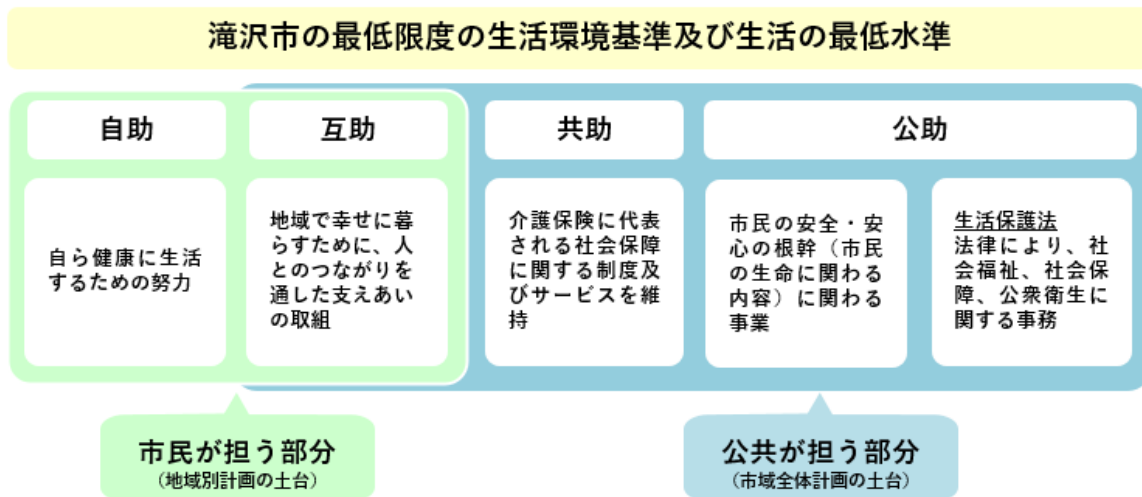 滝沢市の最低限度の生活環境基準及び生活の最低水準
自助
互助
共助
公助
自ら健康に生活
するための努力
地域で幸せに暮
らすために、人
とのつながりを
通した支えあい
の取組
介護保険に代表
される社会保障
に関する制度及
びサービスを維
持
市民の安全・安
心の根幹（市民
の生命に関わる
内容）に関わる
事業
生活保護法
法律により、社
会福祉、社会保
障、公衆衛生に
関する事務
市民が担う部分
（地域別計画の土台）
公共が担う部分
（市域全体計画の土台）